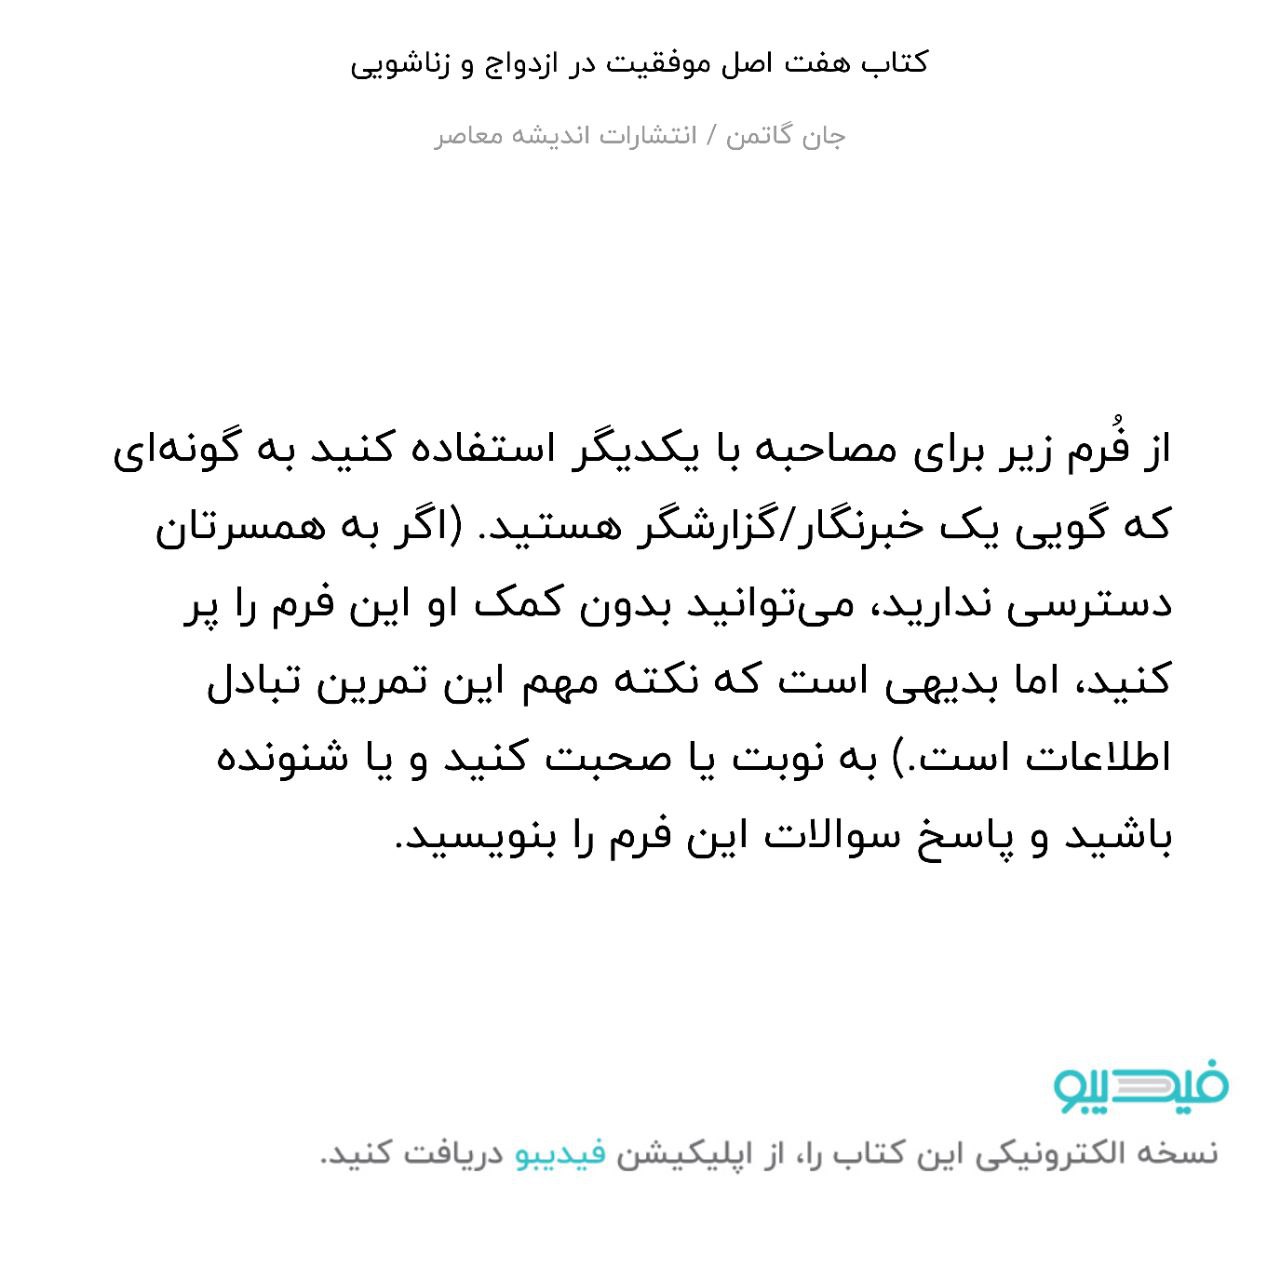 کتاب هفت اصل موفقیت در ازدواج و زناشویی
جان گاتمن / انتشارات اندیشه معاصر
از فُرم زیر برای مصاحبه با یکدیگر استفاده کنید به گونه‌ای
که گویی یک خبرنگار/گزارشگر هستید. (اگر به همسرتان
دسترسی ندارید، می‌توانید بدون کمک او این فرم را پر
کنید، اما بدیهی است که نکته مهم این تمرین تبادل
اطلاعات است.) به نوبت یا صحبت کنید و یا شنونده
باشید و پاسخ سوالات این فرم را بنویسید.
فیدیبو
نسخه الکترونیکی این کتاب را، از اپلیکیشن فیدیبو دریافت کنید.